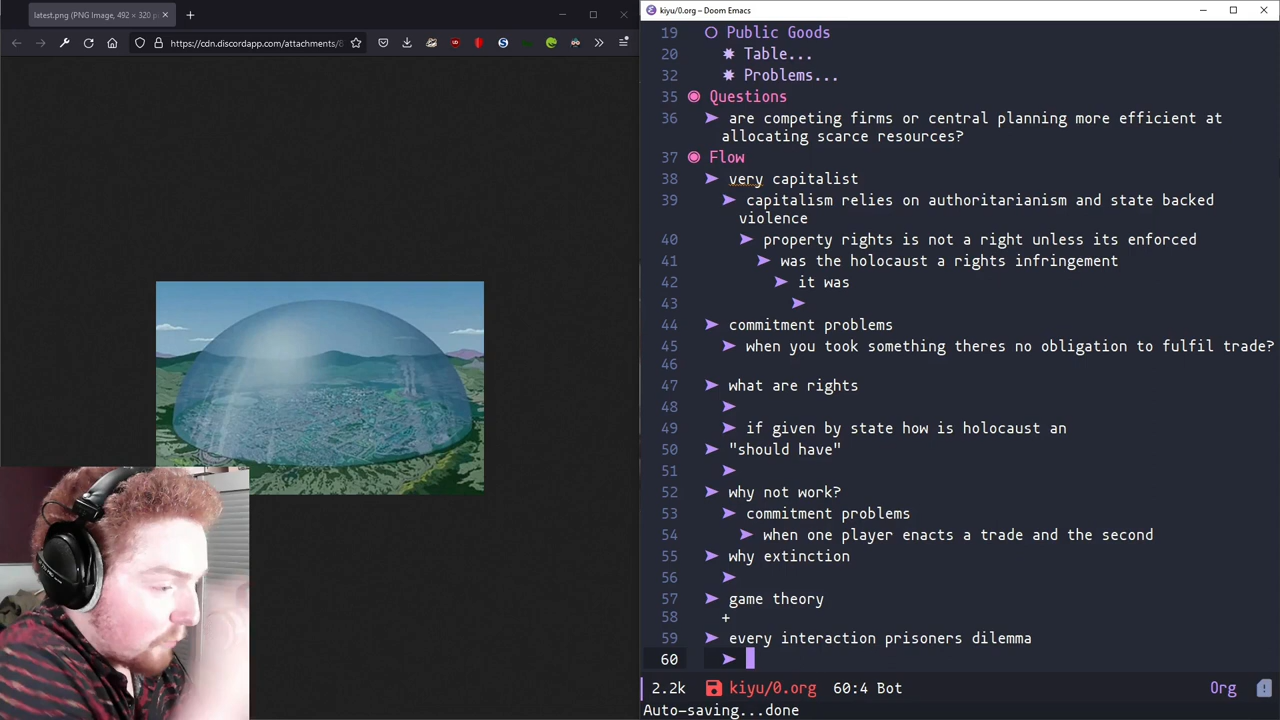 latest.png (PNG Image, 492 × 320 p
https://cdn.discordapp.com/attachments/
kiyu/0.org – Doom Emacs
19 Public Goods
20 Table...
32 Problems...
35 Questions
36 are competing firms or central planning more efficient at
allocating scarce resources?
37 Flow
38 very capitalist
39 capitalism relies on authoritarianism and state backed
violence
40 property rights is not a right unless its enforced
41 was the holocaust a rights infringement
42 it was
43
44 commitment problems
45 when you took something theres no obligation to fulfil trade?
46
47 what are rights
48
49 if given by state how is holocaust an
50 "should have"
51
52 why not work?
53 commitment problems
54 when one player enacts a trade and the second
55 why extinction
56
57 game theory
58 +
59 every interaction prisoners dilemma
60
2.2k kiyu/0.org 60:4 Bot Org
Auto-saving...done